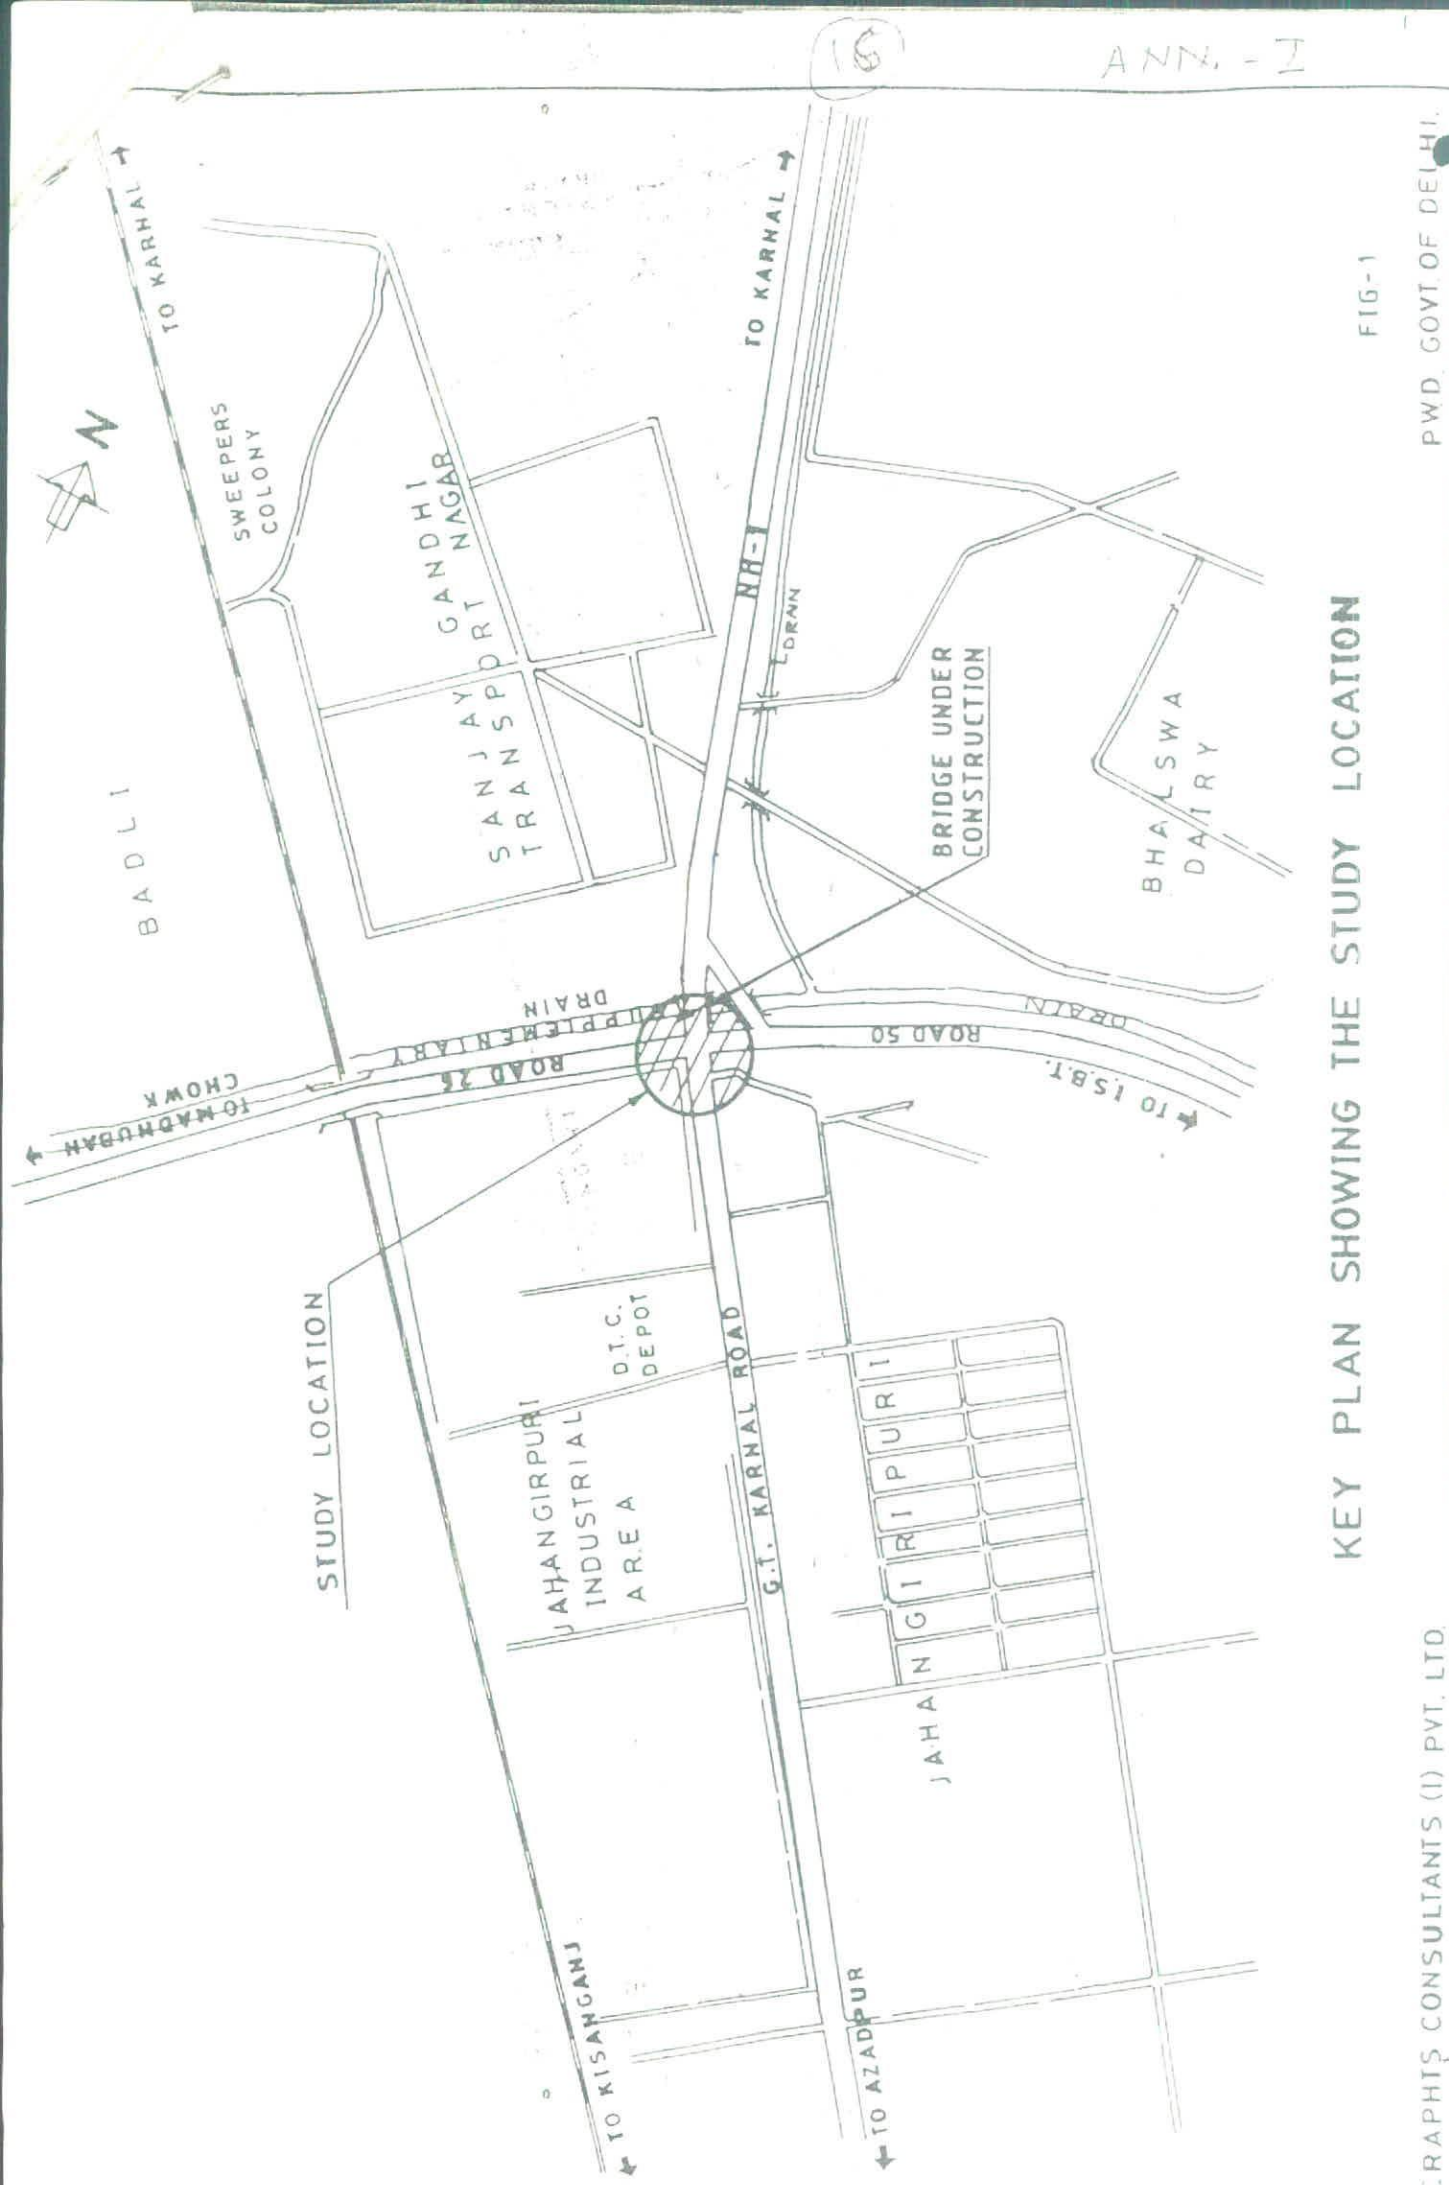 16
ANN. - I
TO KARNAL
N
SWEEPERS
COLONY
BADLI
SANJAY GANDHI
TRANSPORT NAGAR
TO KARNAL
NH-1
DRAIN
BRIDGE UNDER
CONSTRUCTION
BHALSWA
DAIRY
SUPPLEMENTARY
DRAIN
ROAD 26
TO MADHUBAN
CHOWK
ROAD 50
DRAIN
TO I.S.B.T.
STUDY LOCATION
D.T.C.
DEPOT
JAHANGIRPURI
INDUSTRIAL
AREA
G.T. KARNAL ROAD
JAHANGIRIPURI
TO KISANGANJ
TO AZADPUR
KEY PLAN SHOWING THE STUDY LOCATION
FIG-1
CRAPHTS CONSULTANTS (I) PVT. LTD.
PWD. GOVT. OF DELHI.